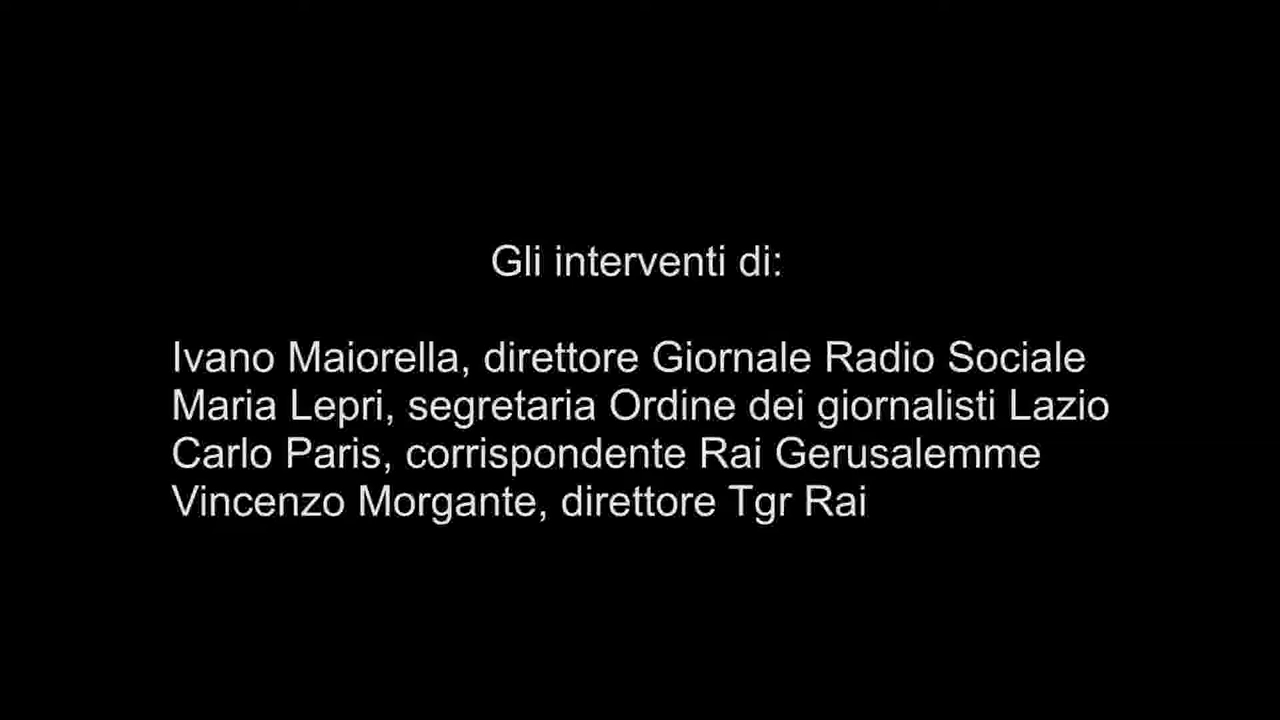 Gli interventi di:
Ivano Maiorella, direttore Giornale Radio Sociale
Maria Lepri, segretaria Ordine dei giornalisti Lazio
Carlo Paris, corrispondente Rai Gerusalemme
Vincenzo Morgante, direttore Tgr Rai